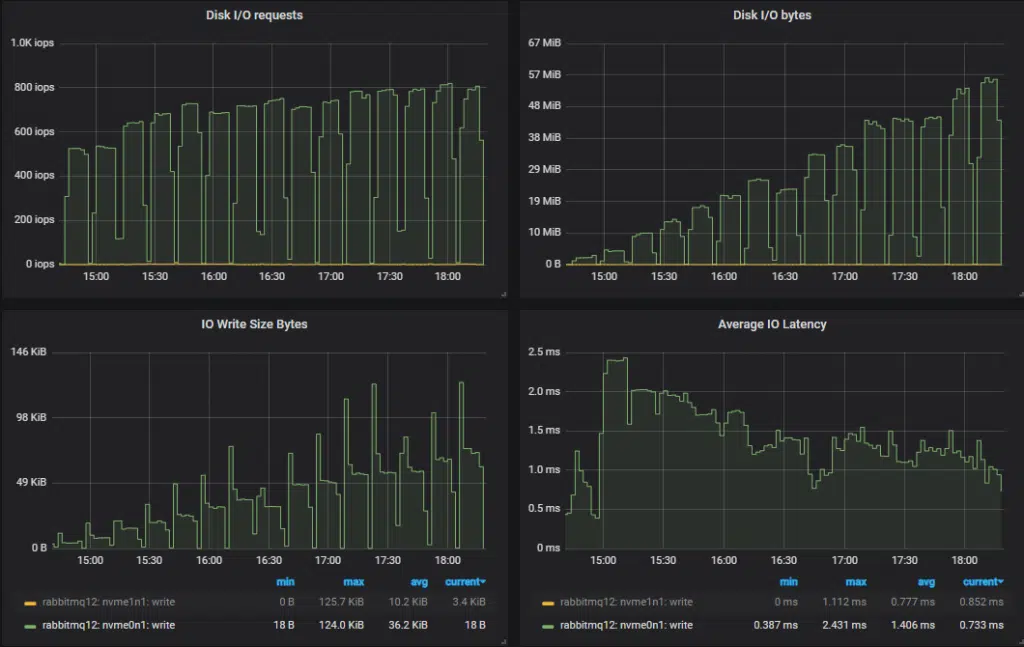 Disk I/O requests
1.0K iops
800 iops
600 iops
400 iops
200 iops
0 iops
15:00 15:30 16:00 16:30 17:00 17:30 18:00
Disk I/O bytes
67 MiB
57 MiB
48 MiB
38 MiB
29 MiB
19 MiB
10 MiB
0 B
15:00 15:30 16:00 16:30 17:00 17:30 18:00
IO Write Size Bytes
146 KiB
98 KiB
49 KiB
0 B
15:00 15:30 16:00 16:30 17:00 17:30 18:00
min max avg current
rabbitmq12: nvme1n1: write 0 B 125.7 KiB 10.2 KiB 3.4 KiB
rabbitmq12: nvme0n1: write 18 B 124.0 KiB 36.2 KiB 18 B
Average IO Latency
2.5 ms
2.0 ms
1.5 ms
1.0 ms
0.5 ms
0 ms
15:00 15:30 16:00 16:30 17:00 17:30 18:00
min max avg current
rabbitmq12: nvme1n1: write 0 ms 1.112 ms 0.777 ms 0.852 ms
rabbitmq12: nvme0n1: write 0.387 ms 2.431 ms 1.406 ms 0.733 ms